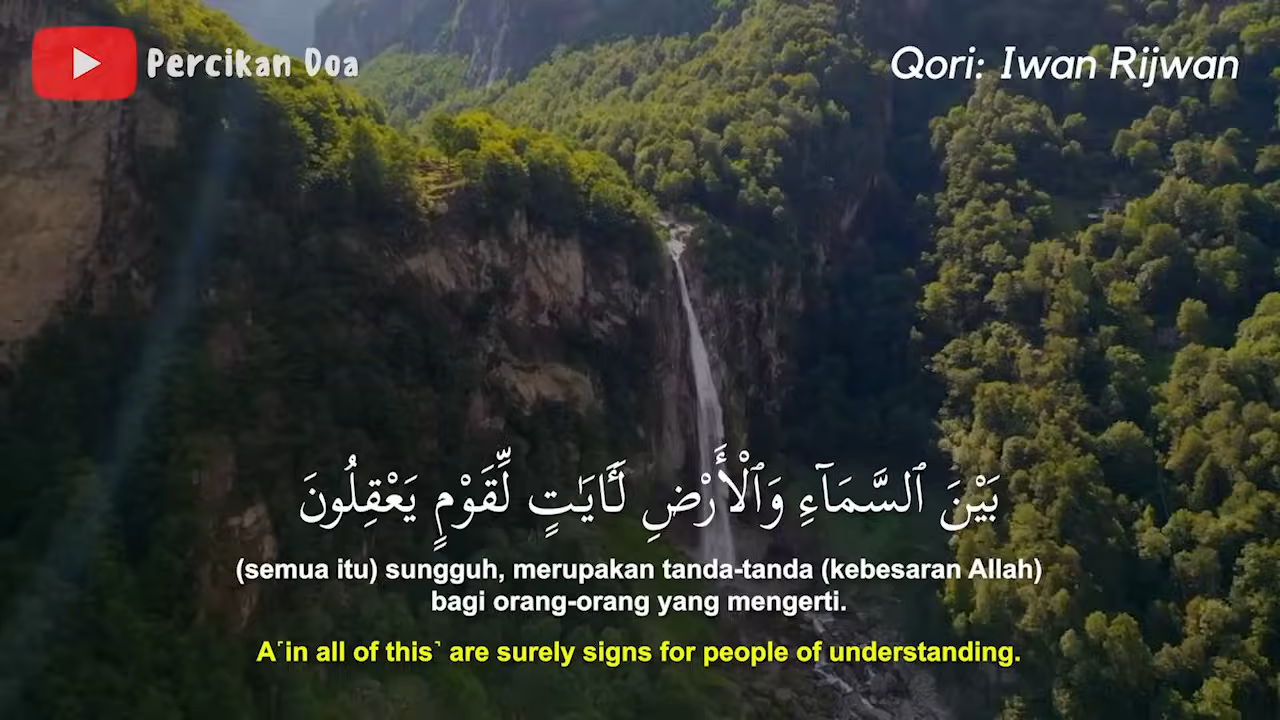 Percikan Doa
Qori: Iwan Rijwan
بَيْنَ ٱلسَّمَآءِ وَٱلْأَرْضِ لَـَٔايَـٰتٍ لِّقَوْمٍ يَعْقِلُونَ
(semua itu) sungguh, merupakan tanda-tanda (kebesaran Allah)
bagi orang-orang yang mengerti.
A˹in all of this˺ are surely signs for people of understanding.